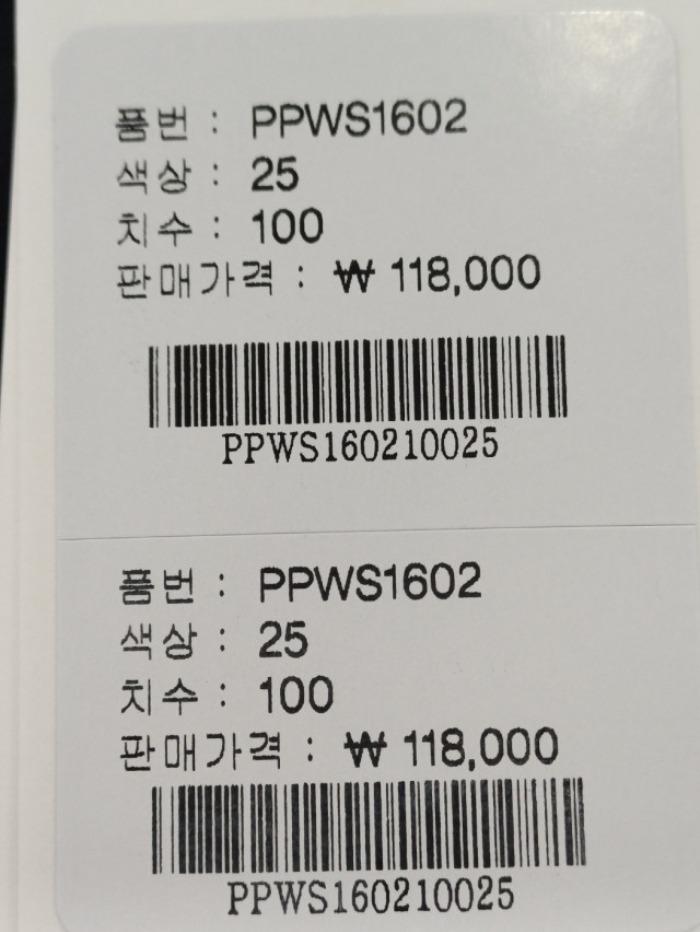 품번 : PPWS1602
색상 : 25
치수 : 100
판매가격 : ₩ 118,000
PPWS160210025
품번 : PPWS1602
색상 : 25
치수 : 100
판매가격 : ₩ 118,000
PPWS160210025